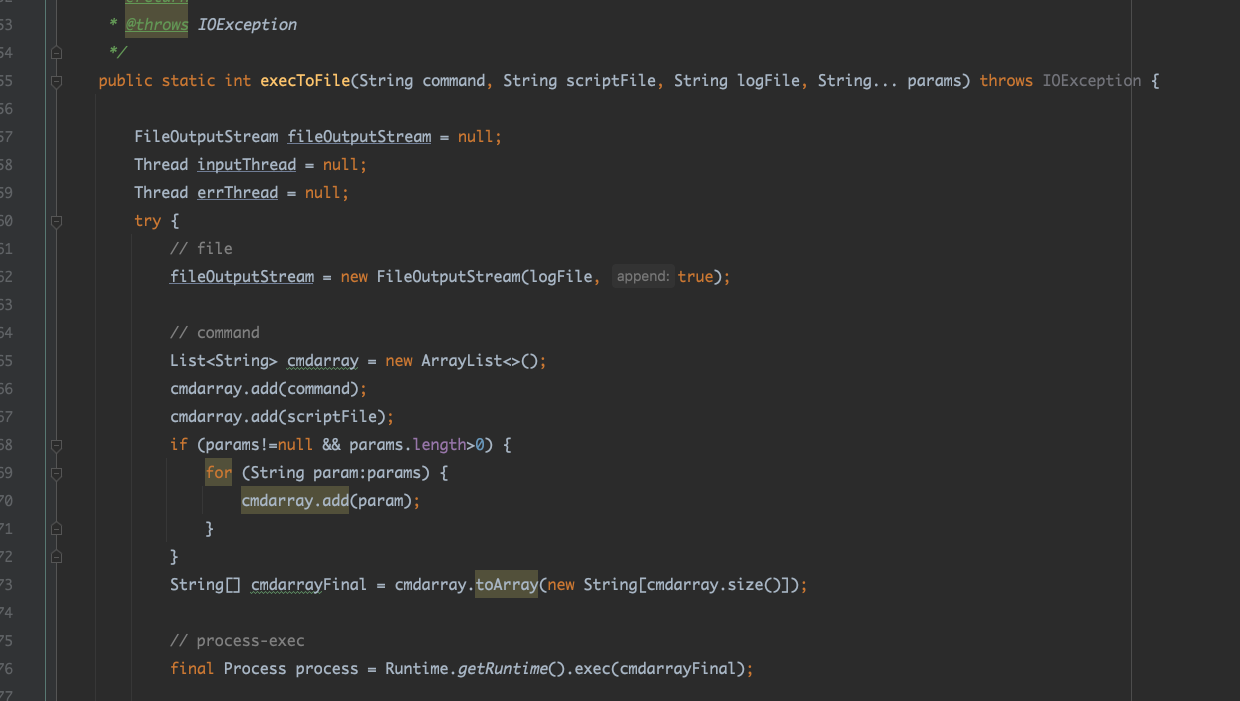 * @throws IOException
54 */
55 public static int execToFile(String command, String scriptFile, String logFile, String... params) throws IOException {
56
57 FileOutputStream fileOutputStream = null;
58 Thread inputThread = null;
59 Thread errThread = null;
60 try {
61 // file
62 fileOutputStream = new FileOutputStream(logFile, append: true);
63
64 // command
65 List<String> cmdarray = new ArrayList<>();
66 cmdarray.add(command);
67 cmdarray.add(scriptFile);
68 if (params!=null && params.length>0) {
69 for (String param:params) {
70 cmdarray.add(param);
71 }
72 }
73 String[] cmdarrayFinal = cmdarray.toArray(new String[cmdarray.size()]);
74
75 // process-exec
76 final Process process = Runtime.getRuntime().exec(cmdarrayFinal);
77